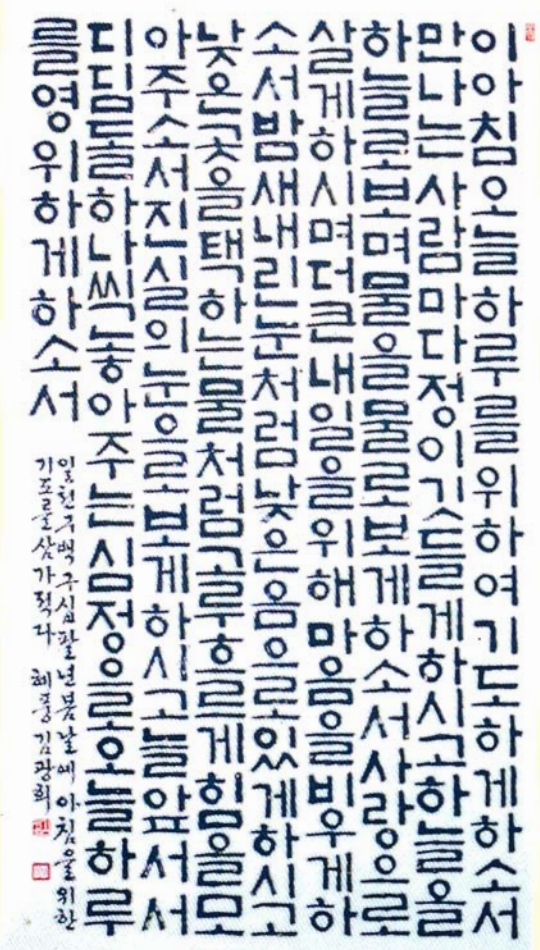 이아침오늘하루를위하여기도하게하소서
만나는사람마다정이깃들게하시고하늘을
하늘로보며물을물로보게하소서사랑으로
살게하시며더큰내일을위해마음을비우게하
소서밤새내린눈처럼낮은음으로있게하시고
낮은곳을택하는물처럼고루흐르게힘을모
아주소서진실의눈으로보게하시고늘앞서서
디딤돌하나씩놓아주는심정으로오늘하루
를영위하게하소서
일천구백구십팔년봄날에아침을위한
기도를삼가적다 혜풍김광희